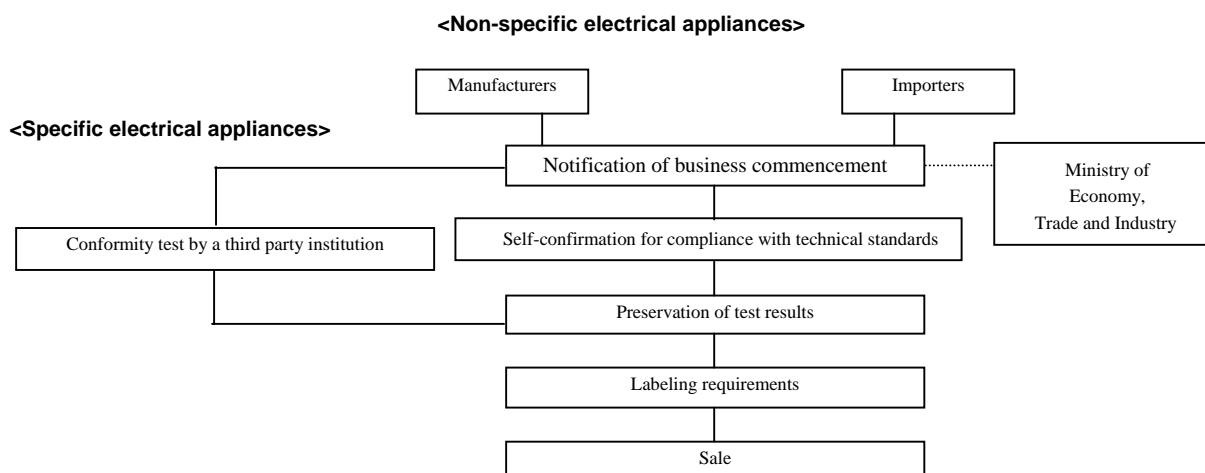 <Non-specific electrical appliances>
Manufacturers
Importers
<Specific electrical appliances>
Notification of business commencement
Ministry of
Economy,
Trade and Industry
Conformity test by a third party institution
Self-confirmation for compliance with technical standards
Preservation of test results
Labeling requirements
Sale